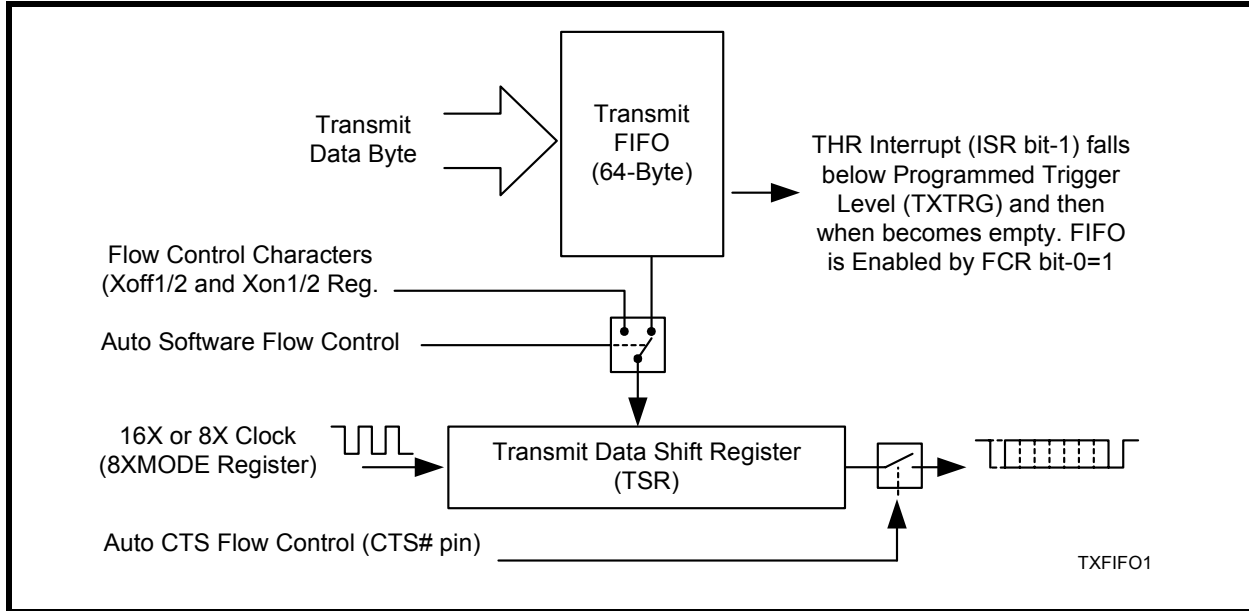 Transmit
Data Byte
Transmit
FIFO
(64-Byte)
THR Interrupt (ISR bit-1) falls
below Programmed Trigger
Level (TXTRG) and then
when becomes empty. FIFO
is Enabled by FCR bit-0=1
Flow Control Characters
(Xoff1/2 and Xon1/2 Reg.
Auto Software Flow Control
16X or 8X Clock
(8XMODE Register)
Transmit Data Shift Register
(TSR)
Auto CTS Flow Control (CTS# pin)
TXFIFO1